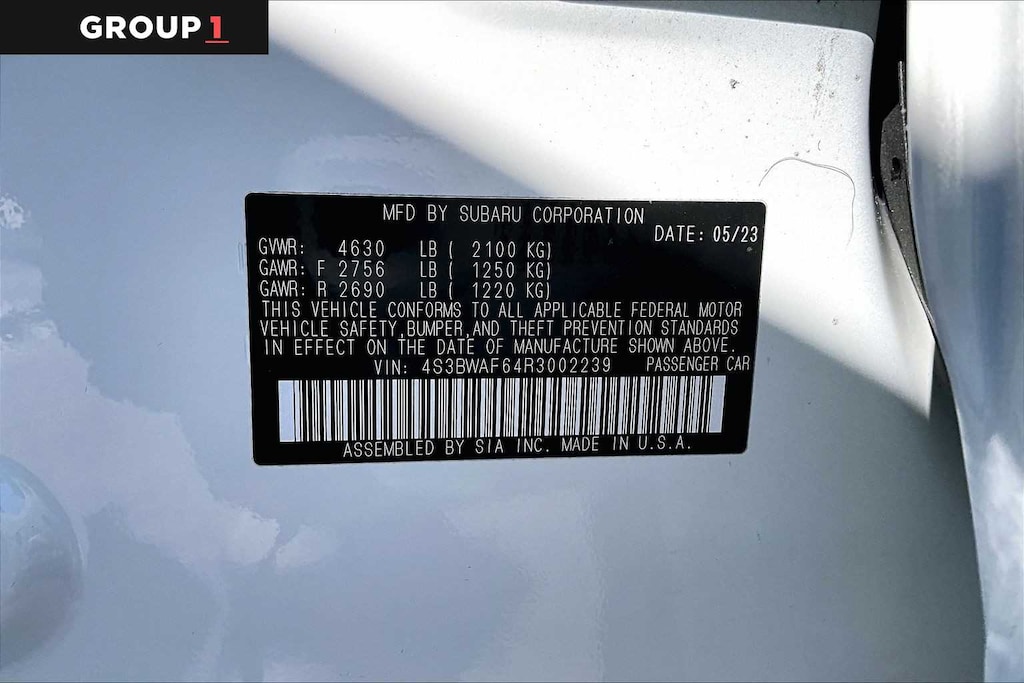 GROUP 1
MFD BY SUBARU CORPORATION
DATE: 05/23
GVWR: 4630 LB ( 2100 KG)
GAWR: F 2756 LB ( 1250 KG)
GAWR: R 2690 LB ( 1220 KG)
THIS VEHICLE CONFORMS TO ALL APPLICABLE FEDERAL MOTOR
VEHICLE SAFETY,BUMPER,AND THEFT PREVENTION STANDARDS
IN EFFECT ON THE DATE OF MANUFACTURE SHOWN ABOVE.
VIN: 4S3BWAF64R3002239 PASSENGER CAR
ASSEMBLED BY SIA INC. MADE IN U.S.A.